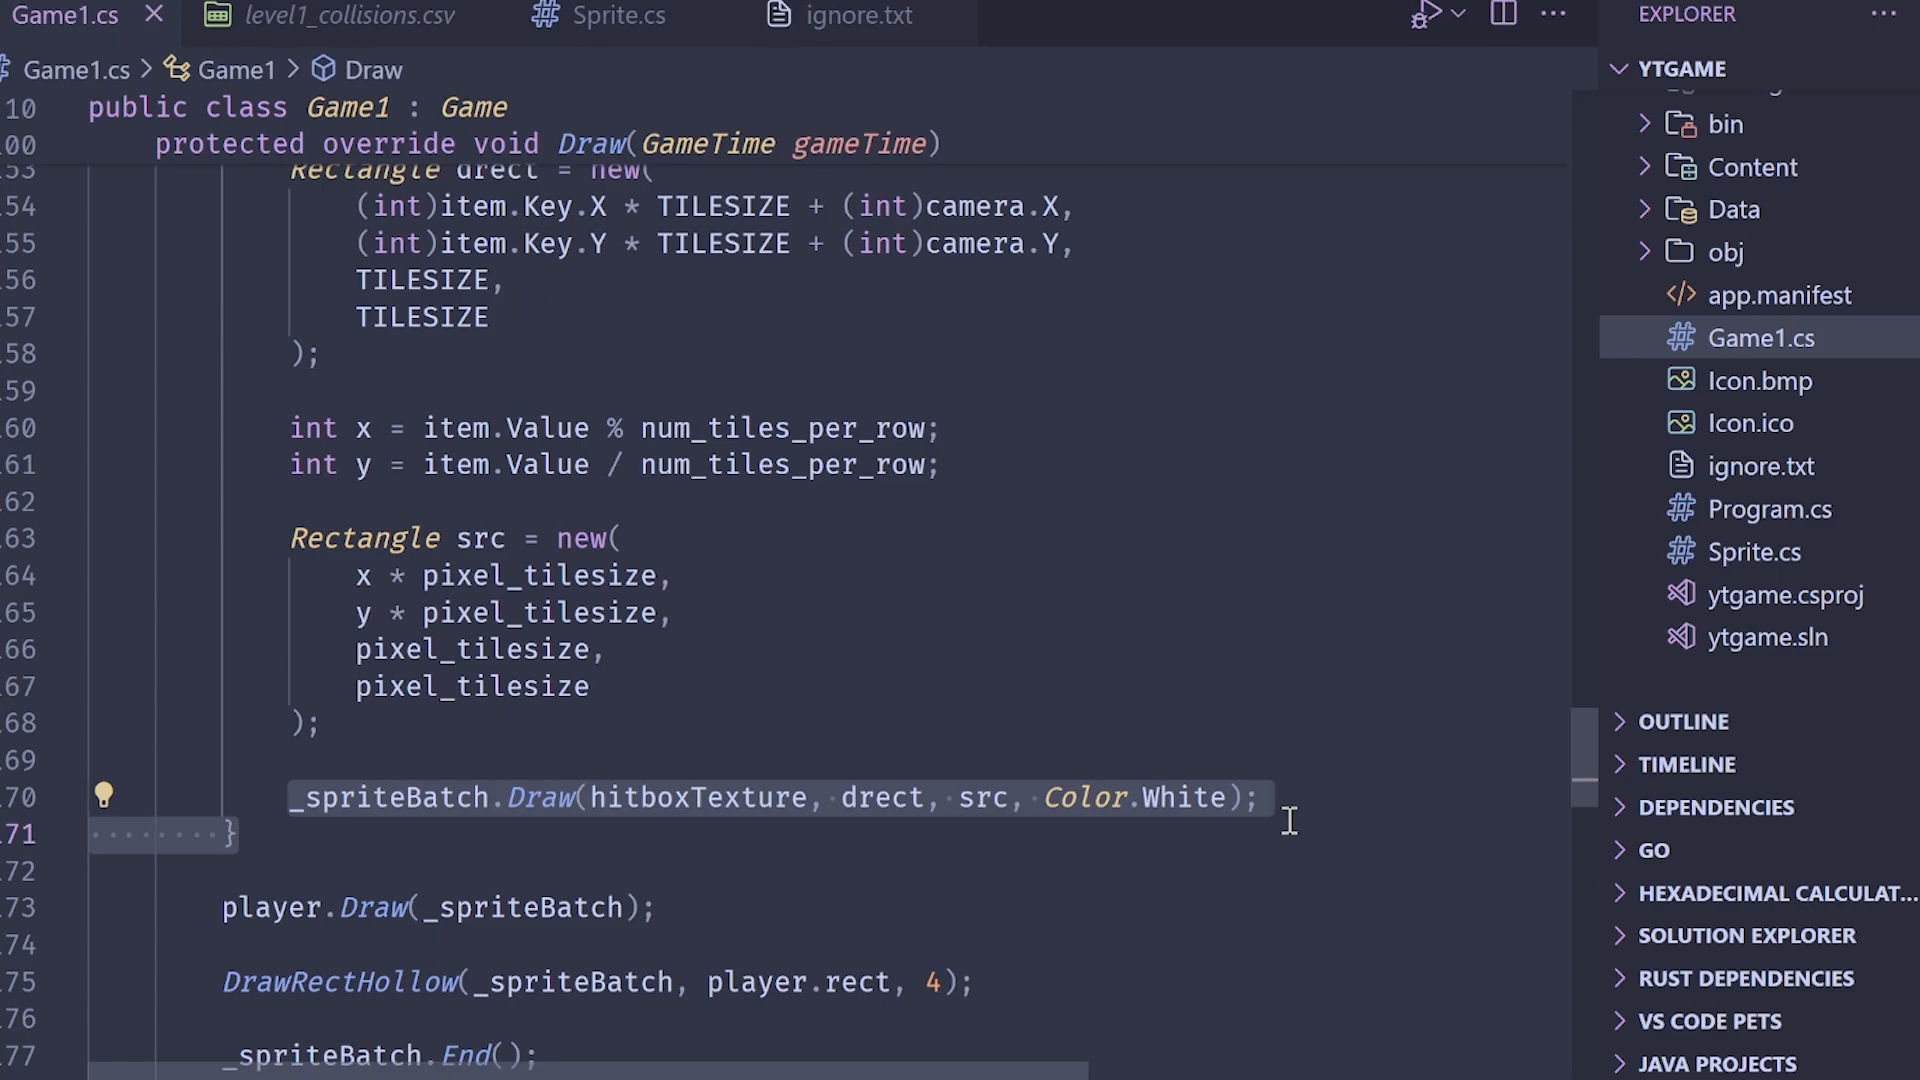 Game1.cs
level1_collisions.csv
Sprite.cs
ignore.txt
Game1.cs > Game1 > Draw
10 public class Game1 : Game
00 protected override void Draw(GameTime gameTime)
53 Rectangle drect = new(
54 (int)item.Key.X * TILESIZE + (int)camera.X,
55 (int)item.Key.Y * TILESIZE + (int)camera.Y,
56 TILESIZE,
57 TILESIZE
58 );
59
60 int x = item.Value % num_tiles_per_row;
61 int y = item.Value / num_tiles_per_row;
62
63 Rectangle src = new(
64 x * pixel_tilesize,
65 y * pixel_tilesize,
66 pixel_tilesize,
67 pixel_tilesize
68 );
69
70 _spriteBatch.Draw(hitboxTexture, drect, src, Color.White);
71 }
72
73 player.Draw(_spriteBatch);
74
75 DrawRectHollow(_spriteBatch, player.rect, 4);
76
77 _spriteBatch.End();
EXPLORER
YTGAME
bin
Content
Data
obj
app.manifest
Game1.cs
Icon.bmp
Icon.ico
ignore.txt
Program.cs
Sprite.cs
ytgame.csproj
ytgame.sln
OUTLINE
TIMELINE
DEPENDENCIES
GO
HEXADECIMAL CALCULAT...
SOLUTION EXPLORER
RUST DEPENDENCIES
VS CODE PETS
JAVA PROJECTS